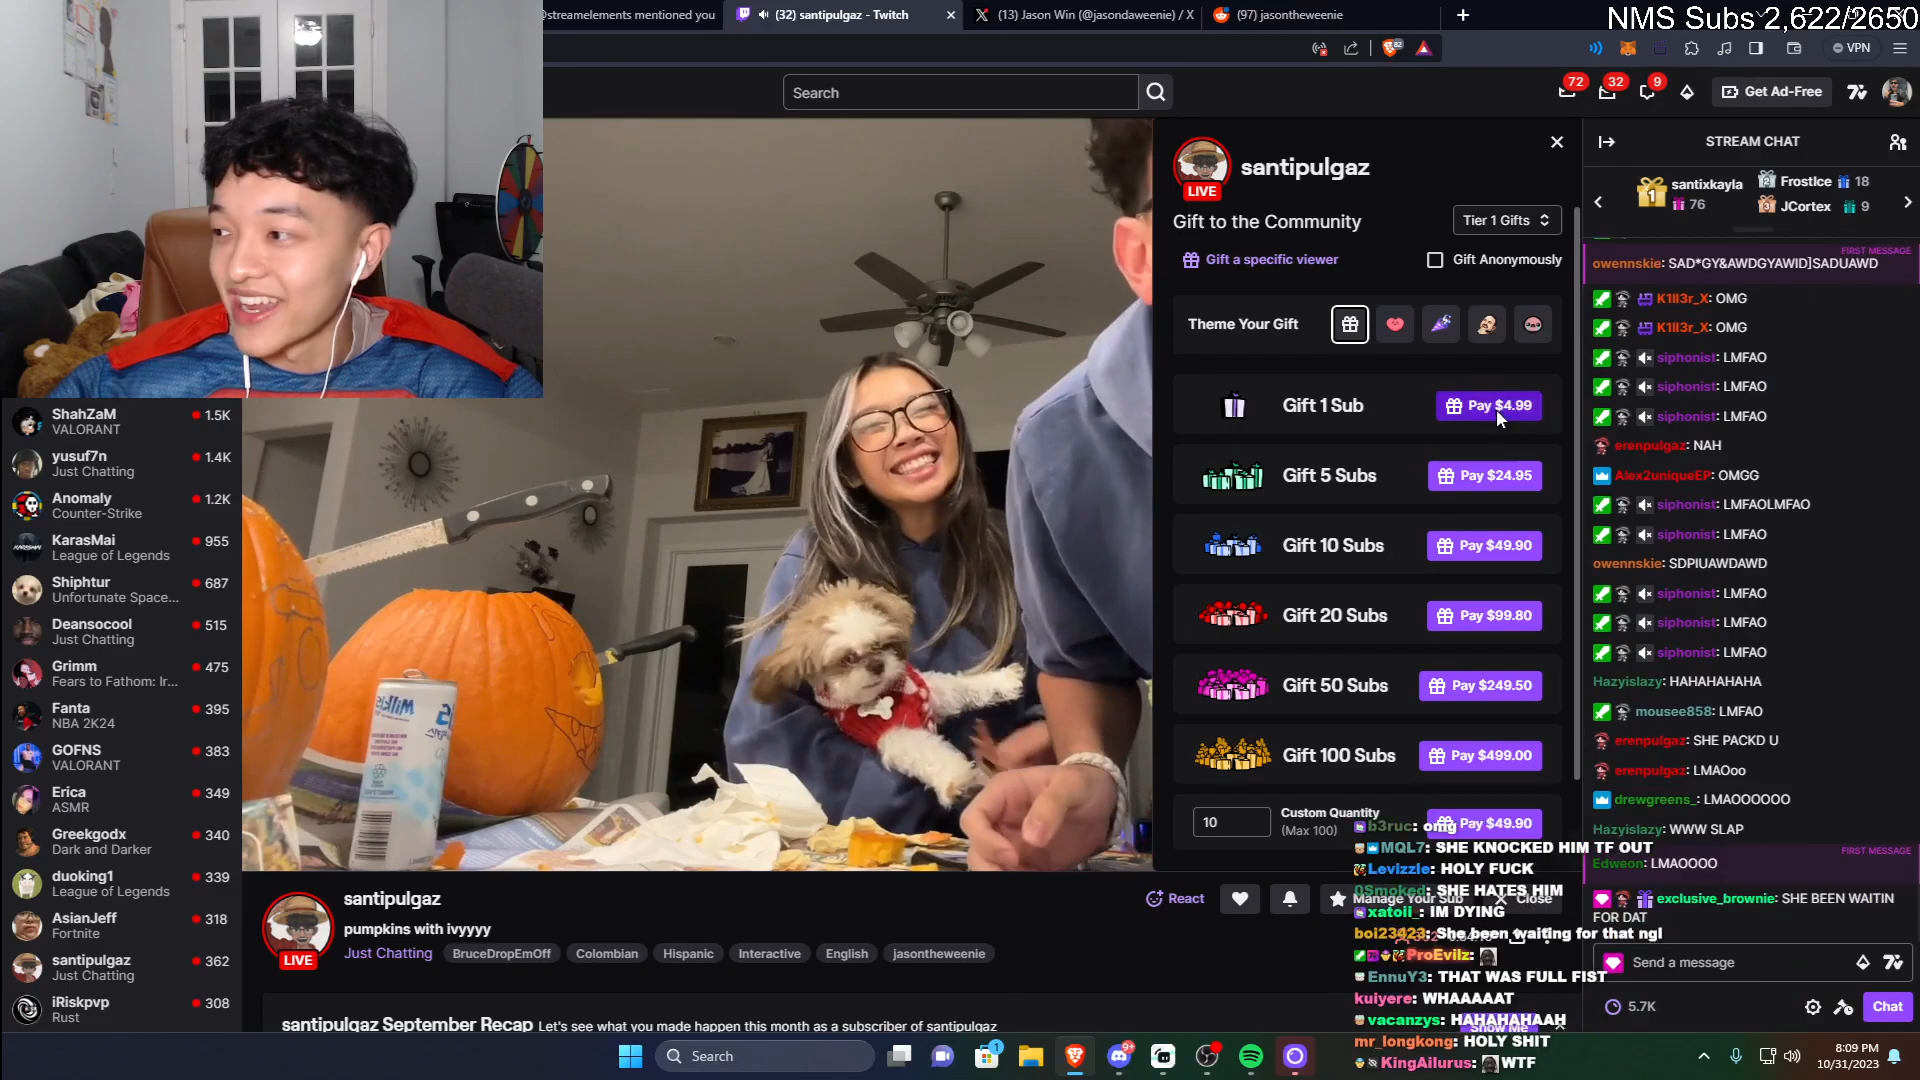 @streamelements mentioned you
(32) santipulgaz - Twitch
(13) Jason Win (@jasondaweenie) / X
(97) jasontheweenie
NMS Subs 2,622/2650
82
VPN
Search
72
32
9
Get Ad-Free
LIVE
santipulgaz
Gift to the Community
Tier 1 Gifts
Gift a specific viewer
Gift Anonymously
Theme Your Gift
Gift 1 Sub
Pay $4.99
Gift 5 Subs
Pay $24.95
Gift 10 Subs
Pay $49.90
Gift 20 Subs
Pay $99.80
Gift 50 Subs
Pay $249.50
Gift 100 Subs
Pay $499.00
10
Custom Quantity
(Max 100)
Pay $49.90
STREAM CHAT
1
santixkayla
76
2
FrostIce 18
3
JCortex 9
FIRST MESSAGE
owennskie: SAD*GY&AWDGYAWID]SADUAWD
K1ll3r_X: OMG
K1ll3r_X: OMG
siphonist: LMFAO
siphonist: LMFAO
siphonist: LMFAO
erenpulgaz: NAH
Alex2uniqueEP: OMGG
siphonist: LMFAOLMFAO
siphonist: LMFAO
owennskie: SDPIUAWDAWD
siphonist: LMFAO
siphonist: LMFAO
siphonist: LMFAO
Hazyislazy: HAHAHAHAHA
mousee858: LMFAO
erenpulgaz: SHE PACKD U
erenpulgaz: LMAOoo
drewgreens_: LMAOOOOOO
Hazyislazy: WWW SLAP
FIRST MESSAGE
Edweon: LMAOOOO
exclusive_brownie: SHE BEEN WAITIN
FOR DAT
Send a message
5.7K
Chat
ShahZaM
VALORANT
1.5K
yusuf7n
Just Chatting
1.4K
Anomaly
Counter-Strike
1.2K
KarasMai
League of Legends
955
Shiphtur
Unfortunate Space...
687
Deansocool
Just Chatting
515
Grimm
Fears to Fathom: Ir...
475
Fanta
NBA 2K24
395
GOFNS
VALORANT
383
Erica
ASMR
349
Greekgodx
Dark and Darker
340
duoking1
League of Legends
339
AsianJeff
Fortnite
318
santipulgaz
Just Chatting
362
iRiskpvp
Rust
308
LIVE
santipulgaz
pumpkins with ivyyyy
Just Chatting
BruceDropEmOff
Colombian
Hispanic
Interactive
English
jasontheweenie
React
Manage Your Sub
Close
santipulgaz September Recap Let's see what you made happen this month as a subscriber of santipulgaz
Show Me
b3ruc: omg
MQL7: SHE KNOCKED HIM TF OUT
Levizzle: HOLY FUCK
0Smoked: SHE HATES HIM
xatoii_: IM DYING
boi23423: She been waiting for that ngl
ProEvilz:
EnnuY3: THAT WAS FULL FIST
kuiyere: WHAAAAAT
vacanzys: HAHAHAHAAH
mr_longkong: HOLY SHIT
KingAilurus: WTF
Search
1
9+
8:09 PM
10/31/2023